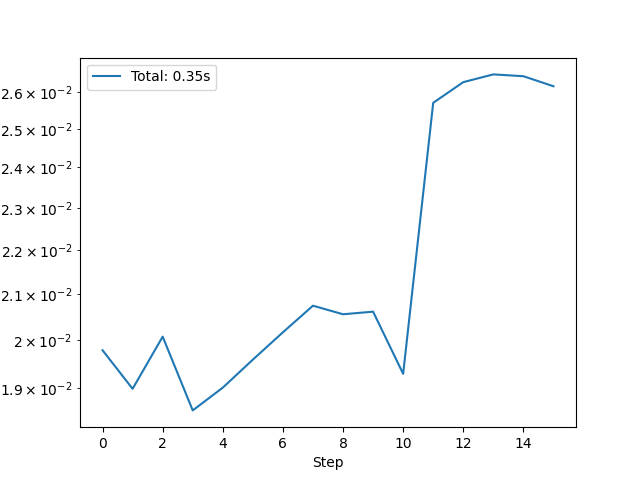 Total: 0.35s
2.6 × 10⁻²
2.5 × 10⁻²
2.4 × 10⁻²
2.3 × 10⁻²
2.2 × 10⁻²
2.1 × 10⁻²
2 × 10⁻²
1.9 × 10⁻²
0 2 4 6 8 10 12 14
Step